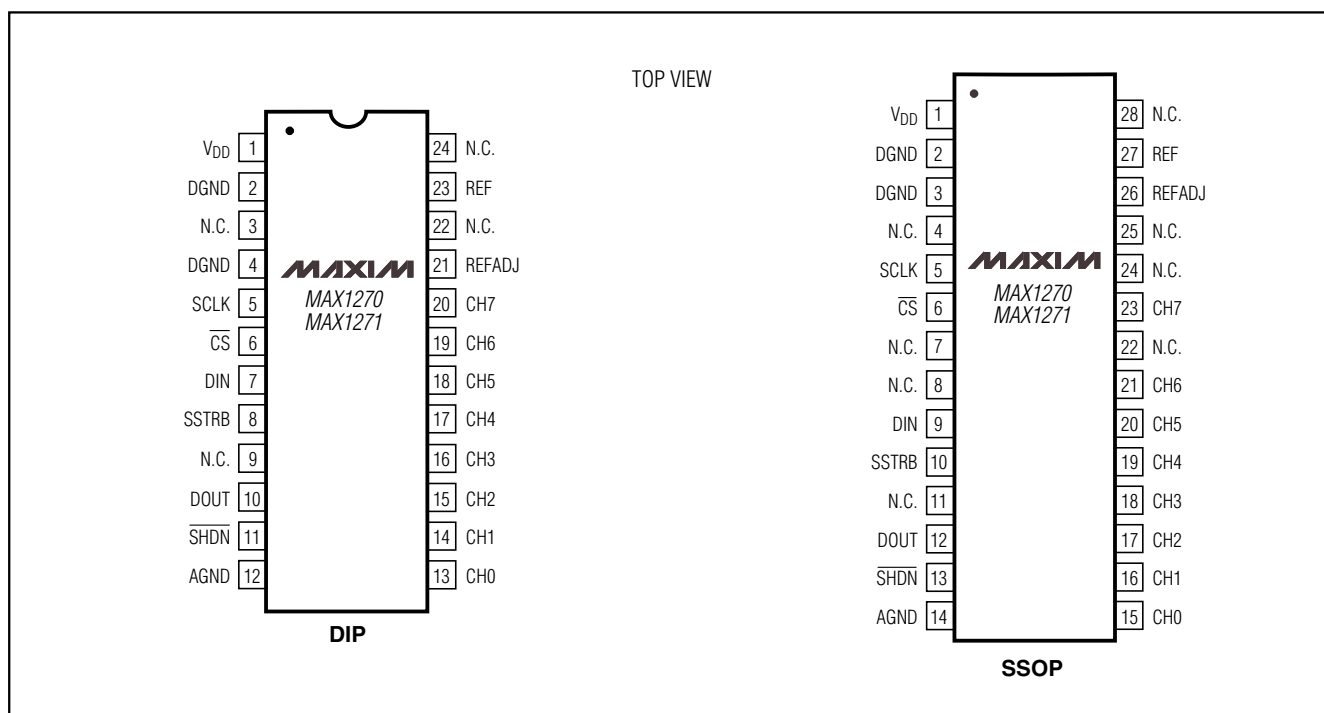 TOP VIEW
VDD 1 24 N.C.
DGND 2 23 REF
N.C. 3 22 N.C.
DGND 4 MAXIM 21 REFADJ
SCLK 5 MAX1270 20 CH7
MAX1271
CS 6 19 CH6
DIN 7 18 CH5
SSTRB 8 17 CH4
N.C. 9 16 CH3
DOUT 10 15 CH2
SHDN 11 14 CH1
AGND 12 13 CH0
DIP
VDD 1 28 N.C.
DGND 2 27 REF
DGND 3 26 REFADJ
N.C. 4 25 N.C.
SCLK 5 MAXIM 24 N.C.
MAX1270
CS 6 MAX1271 23 CH7
N.C. 7 22 N.C.
N.C. 8 21 CH6
DIN 9 20 CH5
SSTRB 10 19 CH4
N.C. 11 18 CH3
DOUT 12 17 CH2
SHDN 13 16 CH1
AGND 14 15 CH0
SSOP